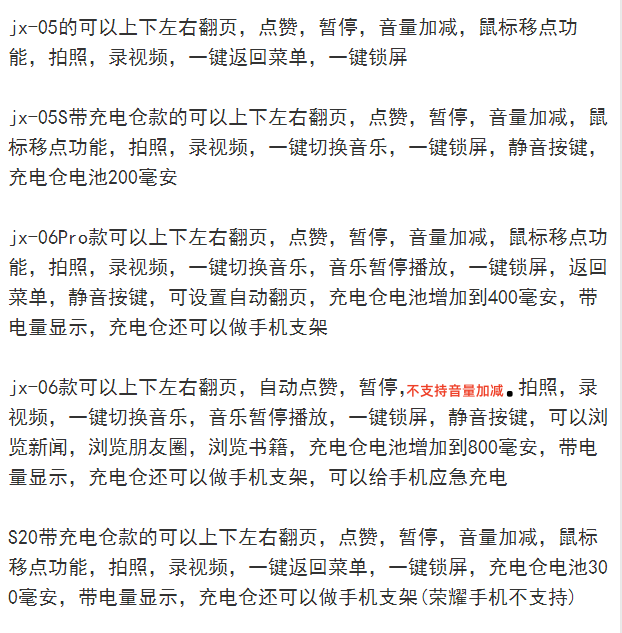 jx-05的可以上下左右翻页，点赞，暂停，音量加减，鼠标移点功
能，拍照，录视频，一键返回菜单，一键锁屏
jx-05S带充电仓款的可以上下左右翻页，点赞，暂停，音量加减，鼠
标移点功能，拍照，录视频，一键切换音乐，一键锁屏，静音按键，
充电仓电池200毫安
jx-06Pro款可以上下左右翻页，点赞，暂停，音量加减，鼠标移点功
能，拍照，录视频，一键切换音乐，音乐暂停播放，一键锁屏，返回
菜单，静音按键，可设置自动翻页，充电仓电池增加到400毫安，带
电量显示，充电仓还可以做手机支架
jx-06款可以上下左右翻页，自动点赞，暂停,不支持音量加减.拍照，录
视频，一键切换音乐，音乐暂停播放，一键锁屏，静音按键，可以浏
览新闻，浏览朋友圈，浏览书籍，充电仓电池增加到800毫安，带电
量显示，充电仓还可以做手机支架，可以给手机应急充电
S20带充电仓款的可以上下左右翻页，点赞，暂停，音量加减，鼠标
移点功能，拍照，录视频，一键返回菜单，一键锁屏，充电仓电池30
0毫安，带电量显示，充电仓还可以做手机支架(荣耀手机不支持)